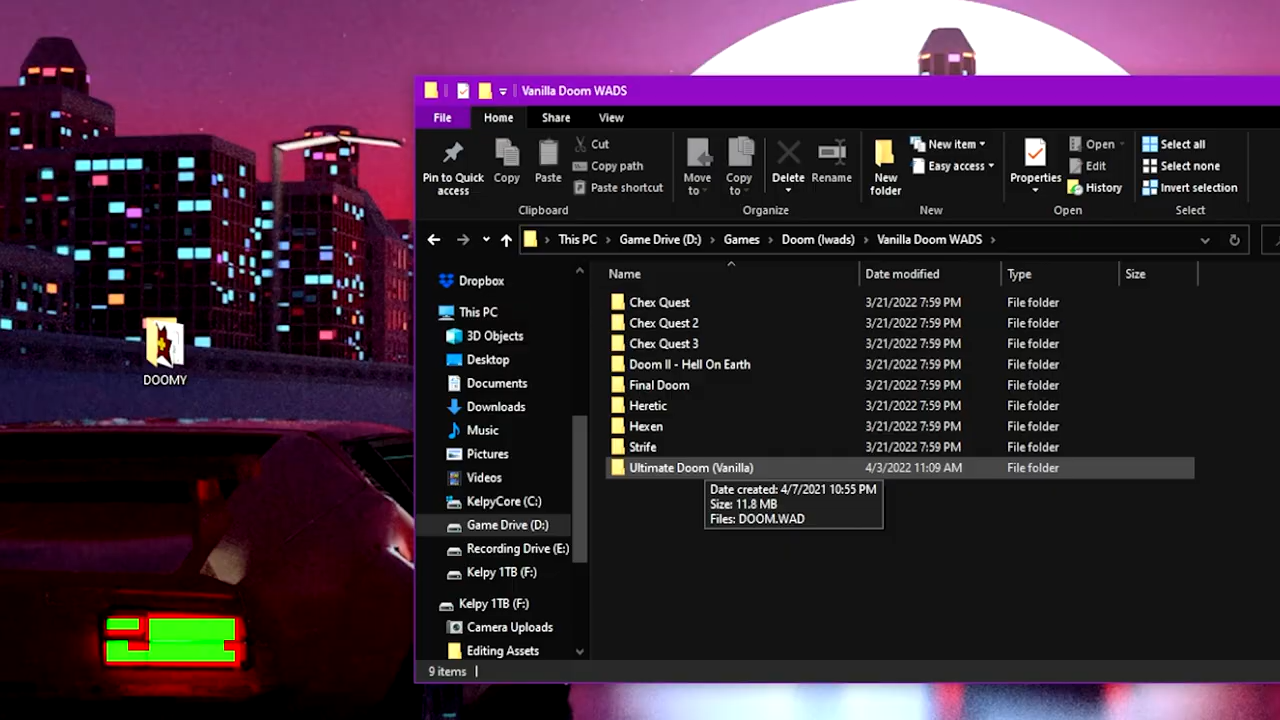 Vanilla Doom WADS
File Home Share View
Pin to Quick access
Copy
Paste
Cut
Copy path
Paste shortcut
Clipboard
Move to
Copy to
Delete
Rename
Organize
New folder
New item
Easy access
New
Properties
Open
Edit
History
Open
Select all
Select none
Invert selection
Select
This PC > Game Drive (D:) > Games > Doom (Iwads) > Vanilla Doom WADS >
Dropbox
This PC
3D Objects
Desktop
Documents
Downloads
Music
Pictures
Videos
KelpyCore (C:)
Game Drive (D:)
Recording Drive (E:)
Kelpy 1TB (F:)
Kelpy 1TB (F:)
Camera Uploads
Editing Assets
Name Date modified Type Size
Chex Quest 3/21/2022 7:59 PM File folder
Chex Quest 2 3/21/2022 7:59 PM File folder
Chex Quest 3 3/21/2022 7:59 PM File folder
Doom II - Hell On Earth 3/21/2022 7:59 PM File folder
Final Doom 3/21/2022 7:59 PM File folder
Heretic 3/21/2022 7:59 PM File folder
Hexen 3/21/2022 7:59 PM File folder
Strife 3/21/2022 7:59 PM File folder
Ultimate Doom (Vanilla) 4/3/2022 11:09 AM File folder
Date created: 4/7/2021 10:55 PM
Size: 11.8 MB
Files: DOOM.WAD
9 items
DOOMY